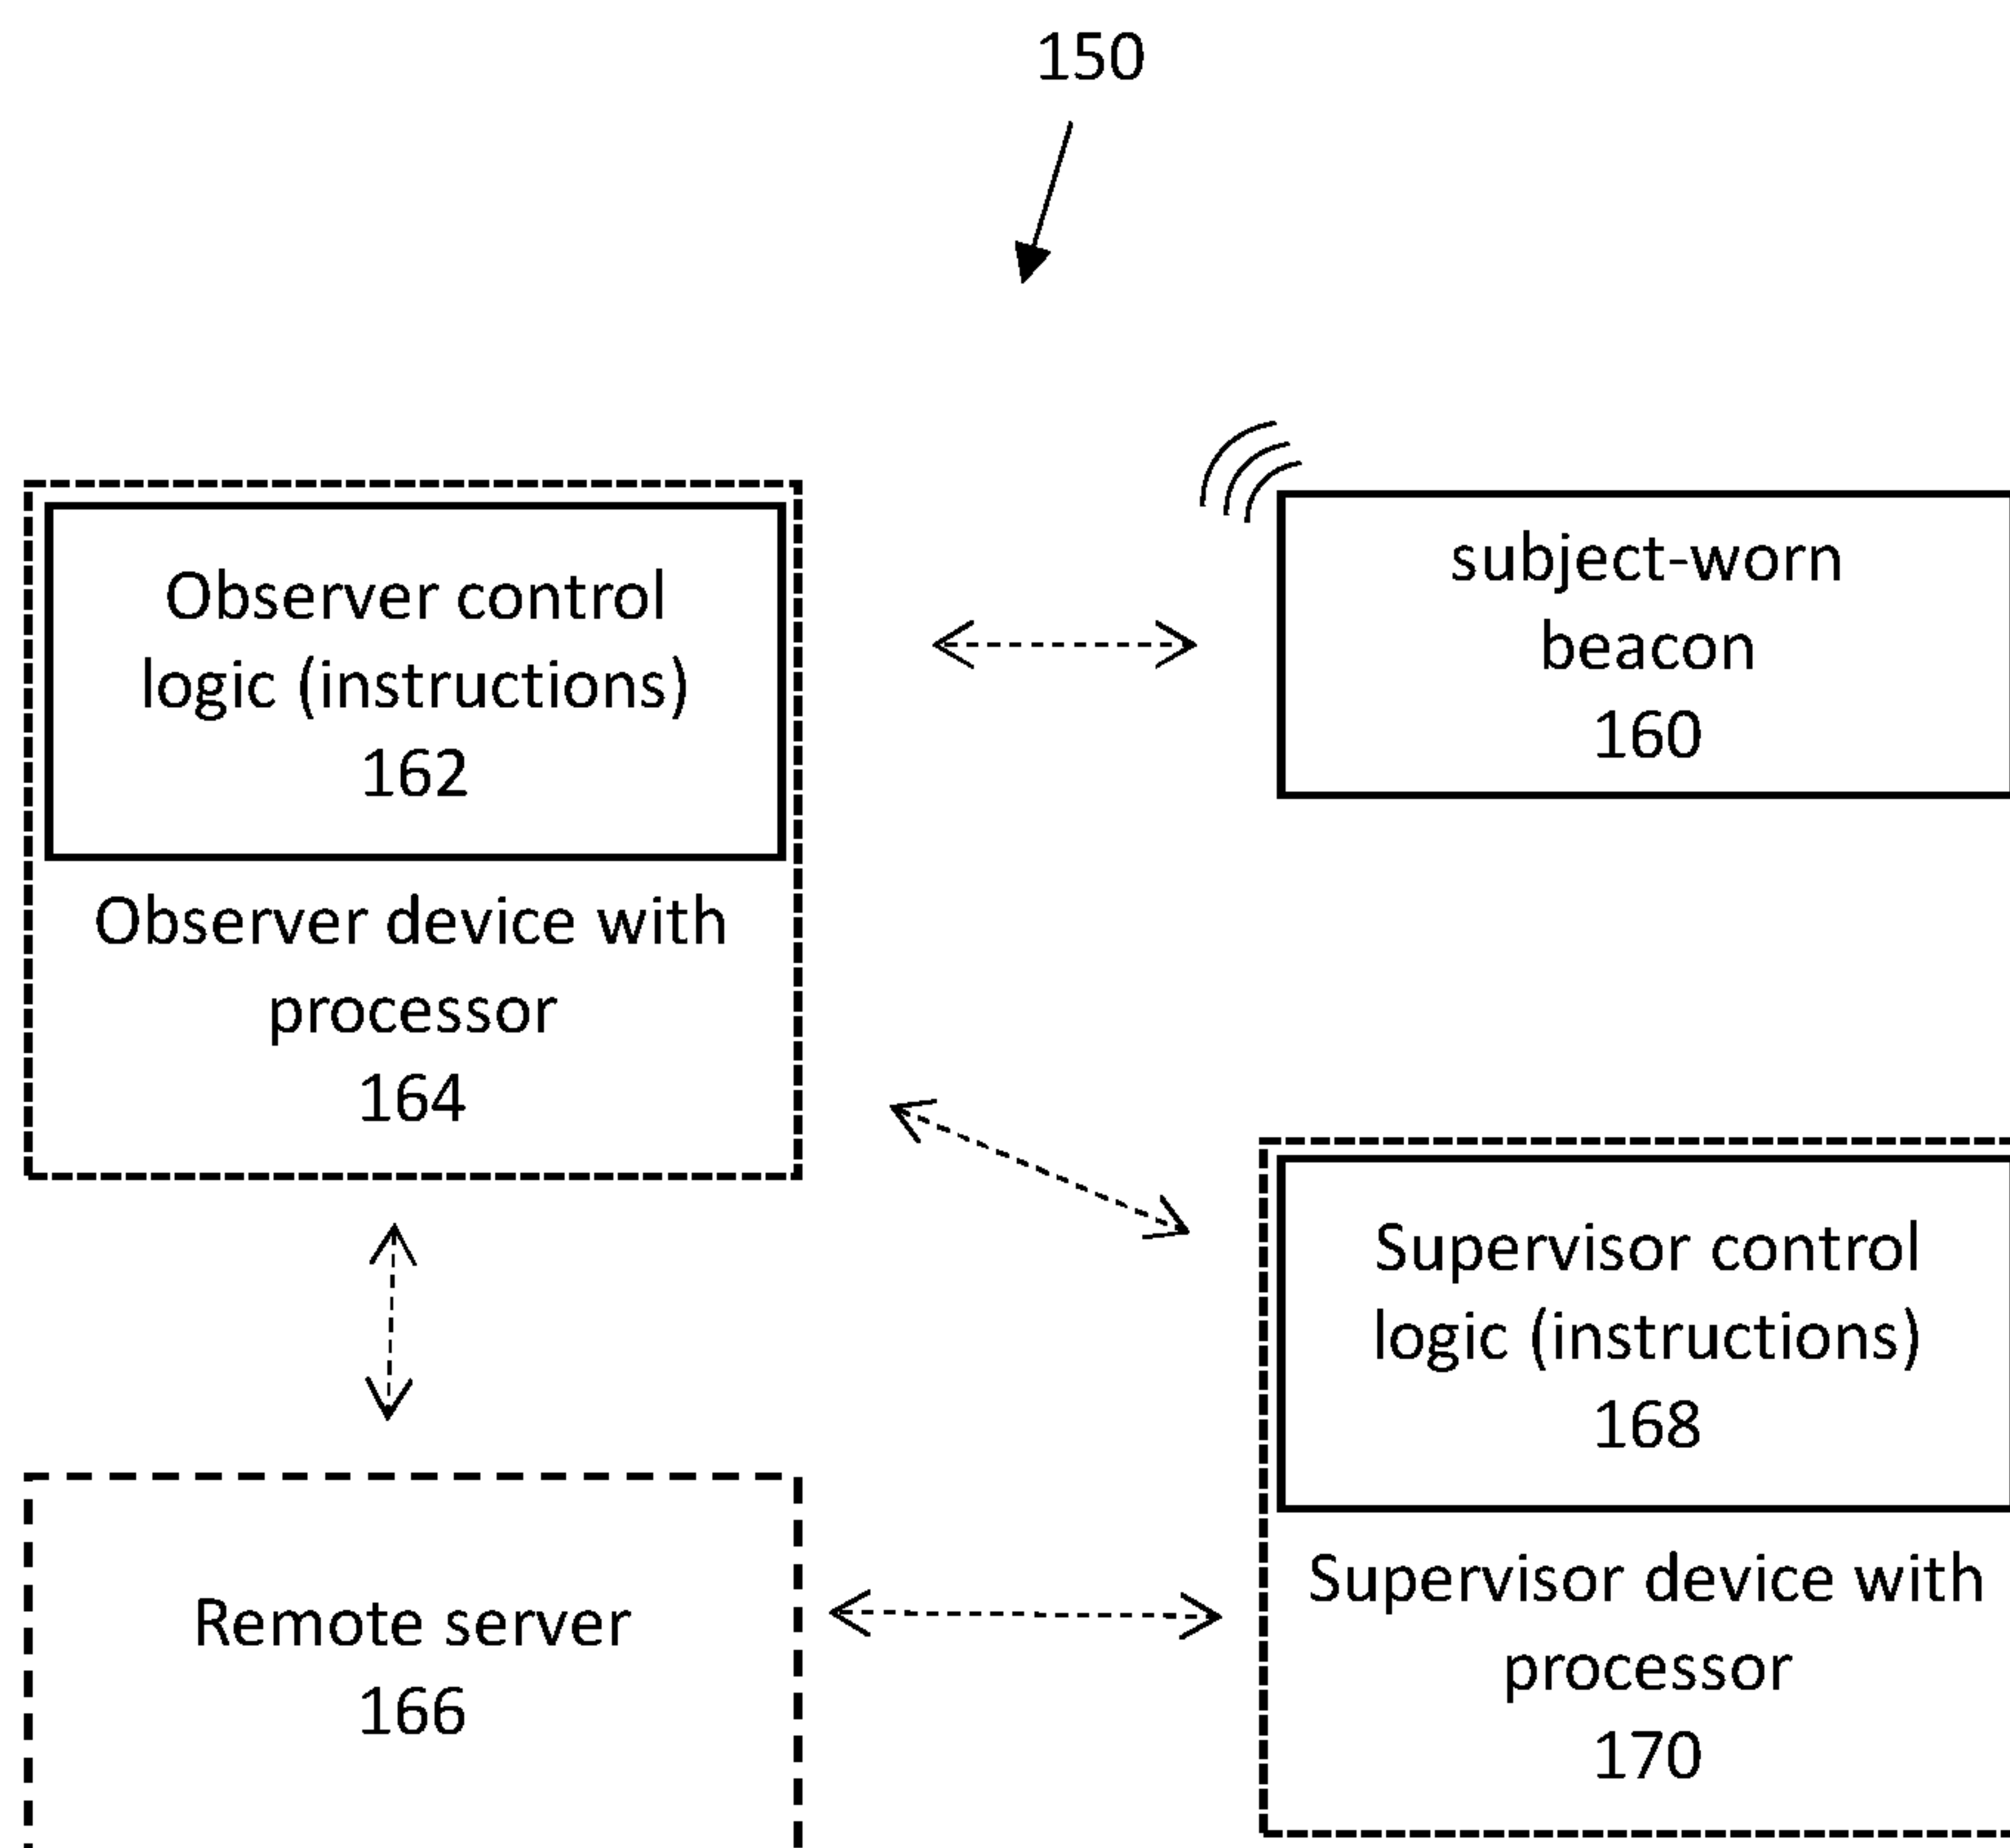 150
Observer control
logic (instructions)
162
Observer device with
processor
164
subject-worn
beacon
160
Supervisor control
logic (instructions)
168
Supervisor device with
processor
170
Remote server
166